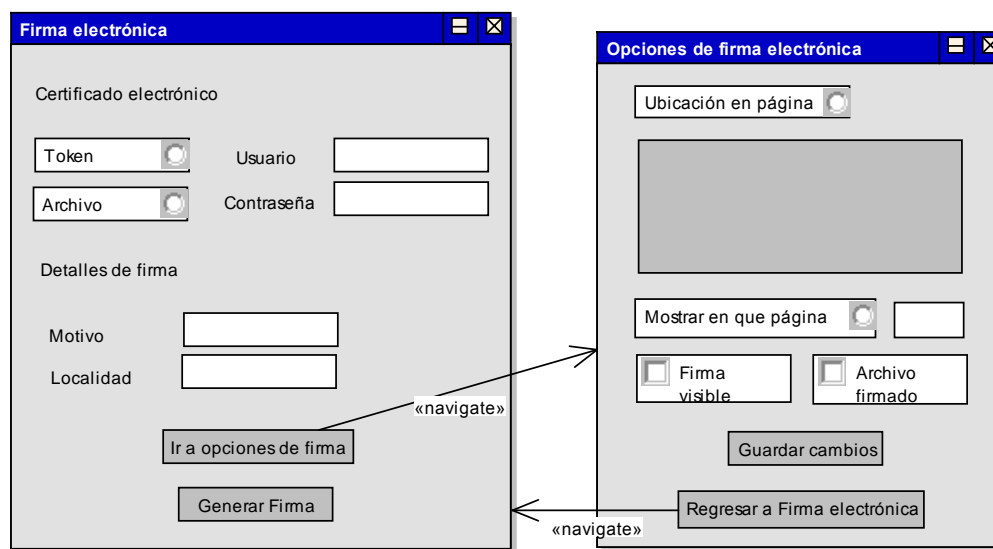 Firma electrónica
Certificado electrónico
Token
Usuario
Archivo
Contraseña
Detalles de firma
Motivo
Localidad
«navigate»
Ir a opciones de firma
Generar Firma
Opciones de firma electrónica
Ubicación en página
Mostrar en que página
Firma
visible
Archivo
firmado
Guardar cambios
Regresar a Firma electrónica
«navigate»